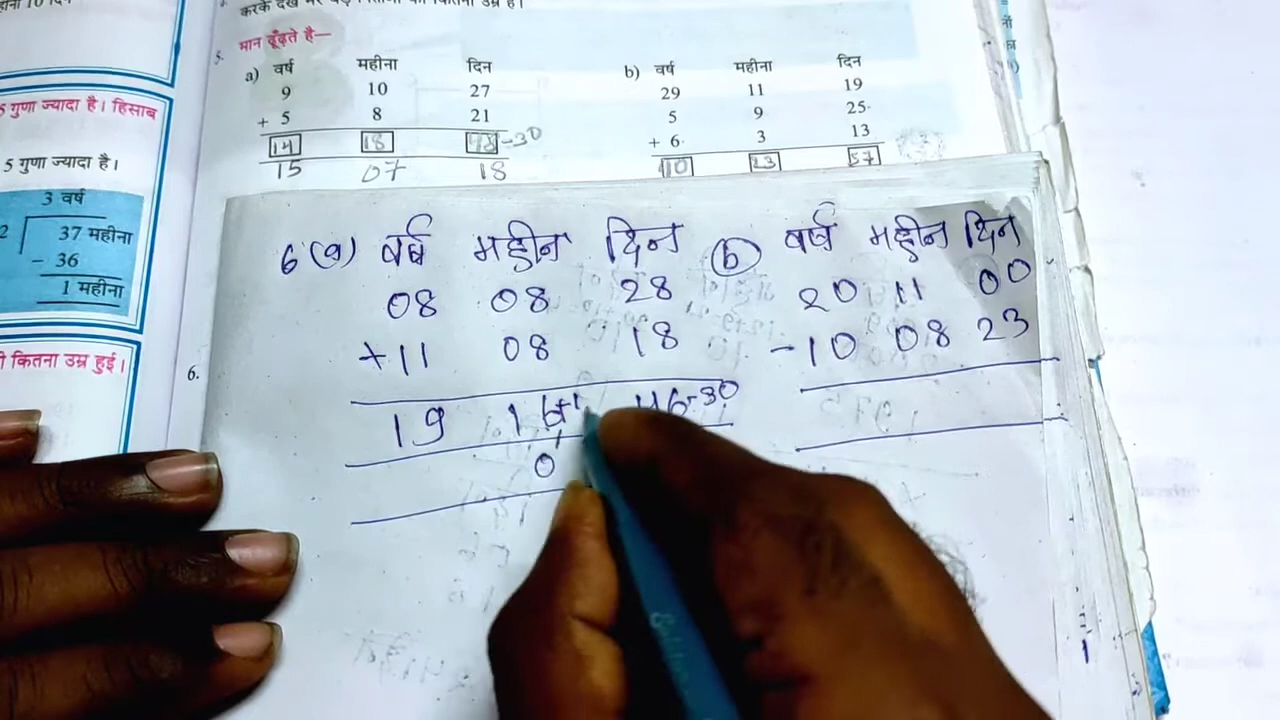 मान ढूँढ़ते है—
5.
a) वर्ष महीना दिन
9 10 27
+ 5 8 21
14 18 48 -30
15 07 18
b) वर्ष महीना दिन
29 11 19
5 9 25
+ 6 3 13
40 23 57
गुणा ज्यादा है। हिसाब
5 गुणा ज्यादा है।
3 वर्ष
2 37 महीना
- 36
1 महीना
कितना उम्र हुई।
6.
6 (a) वर्ष महीन दिन
08 08 28
+ 11 08 18
19 16+1 46-30
0
(b) वर्ष महीन दिन
20 11 00
- 10 08 23